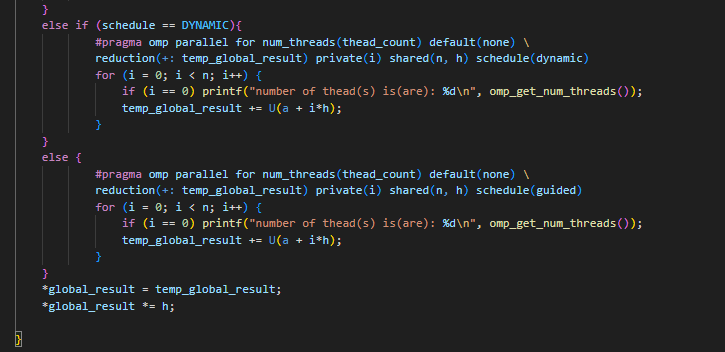 }
else if (schedule == DYNAMIC){
#pragma omp parallel for num_threads(thead_count) default(none) \
reduction(+: temp_global_result) private(i) shared(n, h) schedule(dynamic)
for (i = 0; i < n; i++) {
if (i == 0) printf("number of thead(s) is(are): %d\n", omp_get_num_threads());
temp_global_result += U(a + i*h);
}
}
else {
#pragma omp parallel for num_threads(thead_count) default(none) \
reduction(+: temp_global_result) private(i) shared(n, h) schedule(guided)
for (i = 0; i < n; i++) {
if (i == 0) printf("number of thead(s) is(are): %d\n", omp_get_num_threads());
temp_global_result += U(a + i*h);
}
}
*global_result = temp_global_result;
*global_result *= h;
}